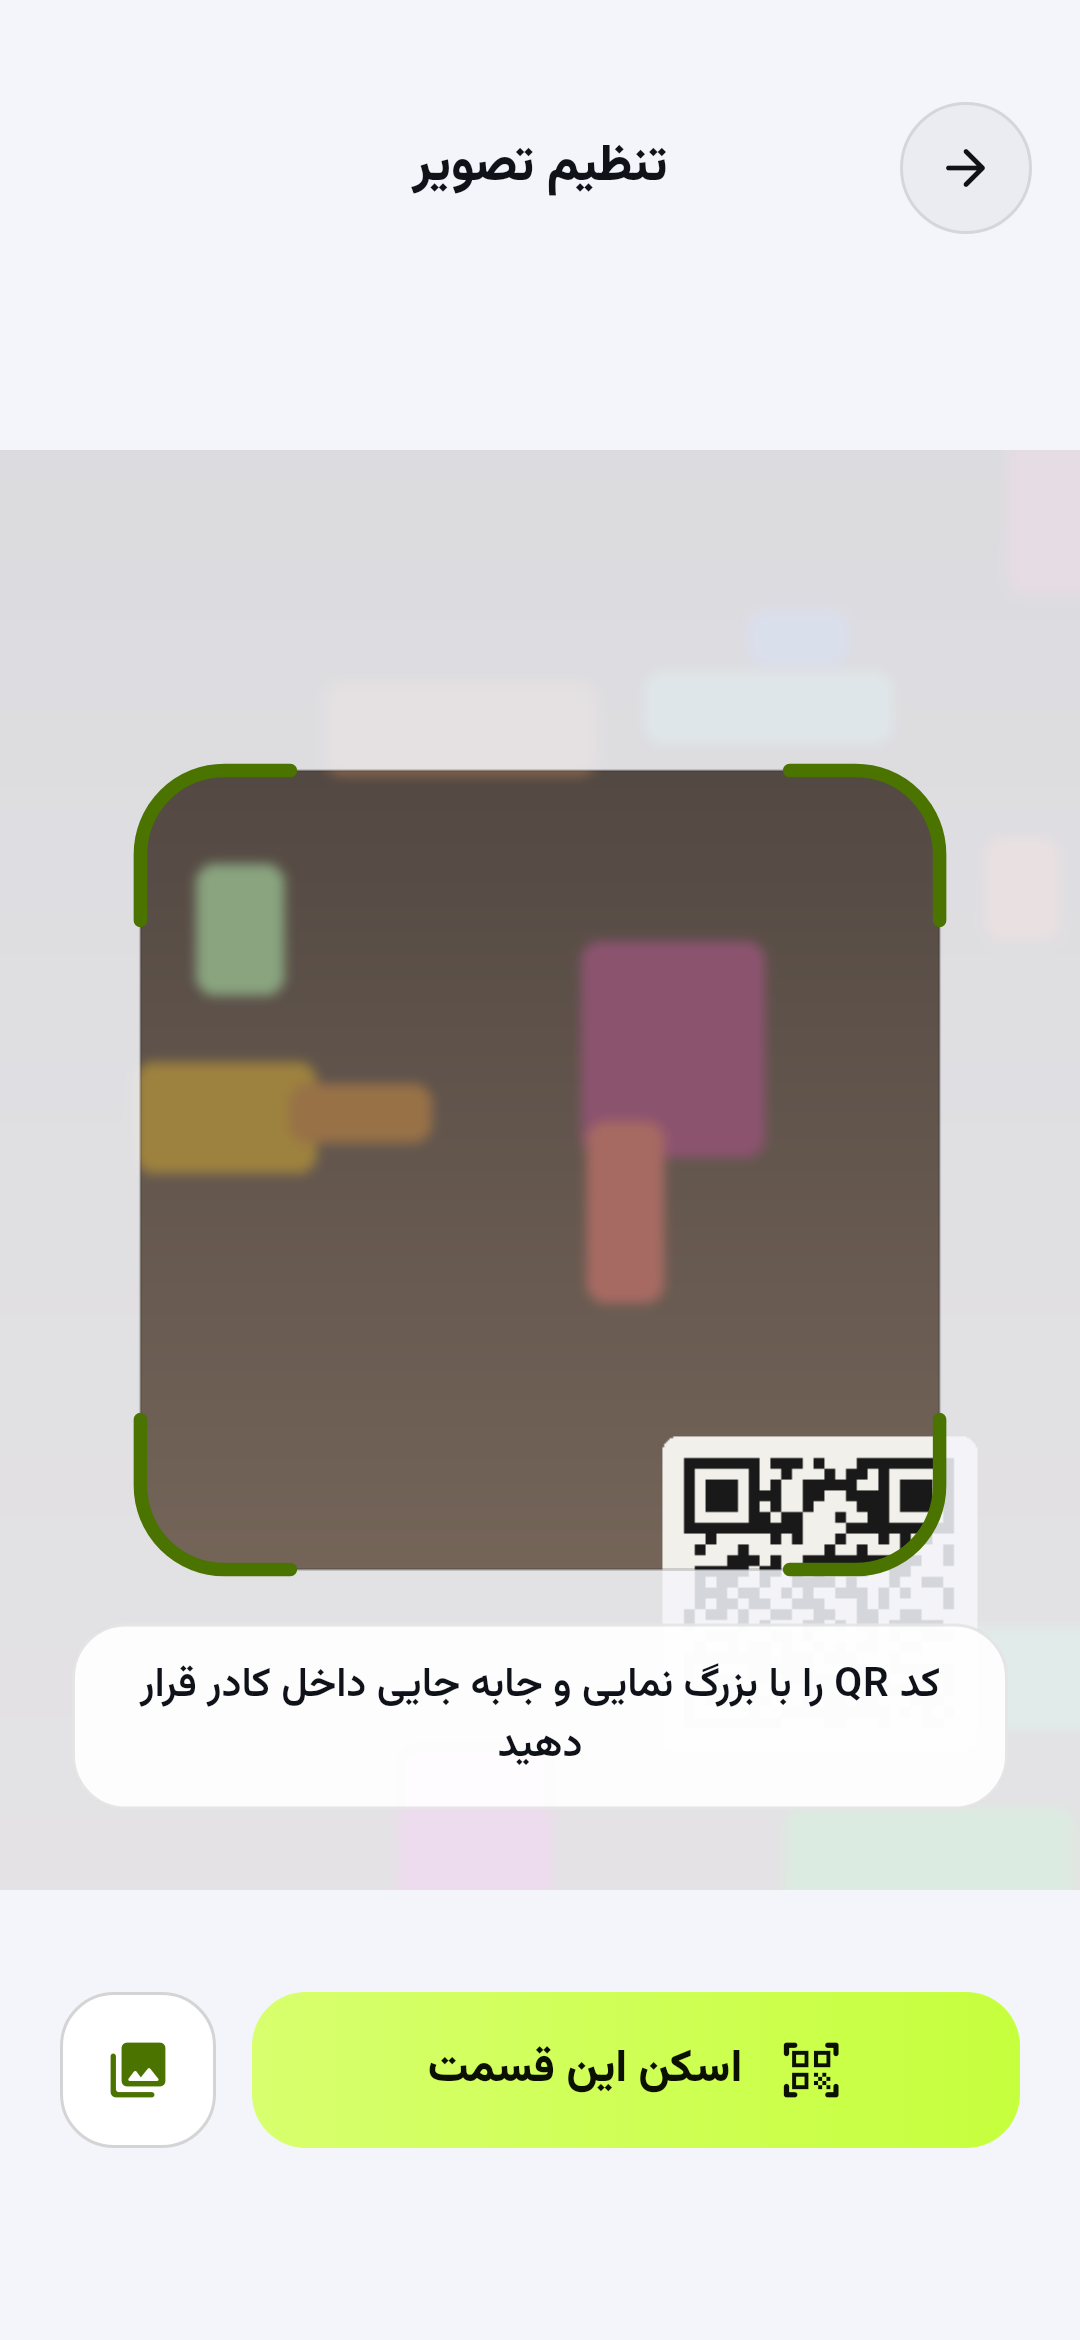 تنظیم تصویر
کد QR را با بزرگ نمایی و جابه جایی داخل کادر قرار
دهید
اسکن این قسمت